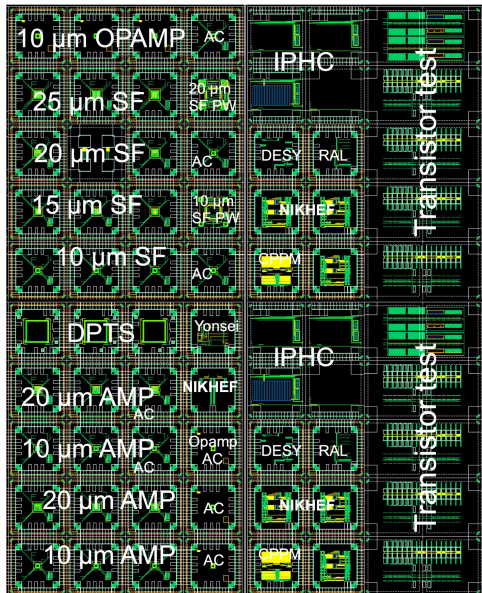 10 µm OPAMP
AC
25 µm SF
20 µm
SF PW
20 µm SF
AC
15 µm SF
10 µm
SF PW
10 µm SF
AC
IPHC
DESY
RAL
NIKHEF
CPPM
Transistor test
DPTS
Yonsei
20 µm AMP
AC
NIKHEF
10 µm AMP
AC
Opamp
AC
20 µm AMP
AC
10 µm AMP
AC
IPHC
DESY
RAL
NIKHEF
CPPM
Transistor test